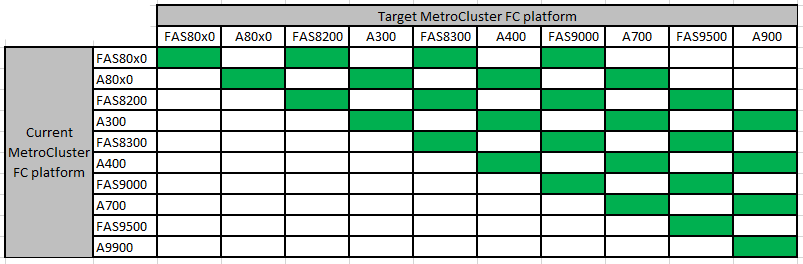 Target MetroCluster FC platform
FAS80x0 A80x0 FAS8200 A300 FAS8300 A400 FAS9000 A700 FAS9500 A900
Current
MetroCluster
FC platform
FAS80x0
A80x0
FAS8200
A300
FAS8300
A400
FAS9000
A700
FAS9500
A9900